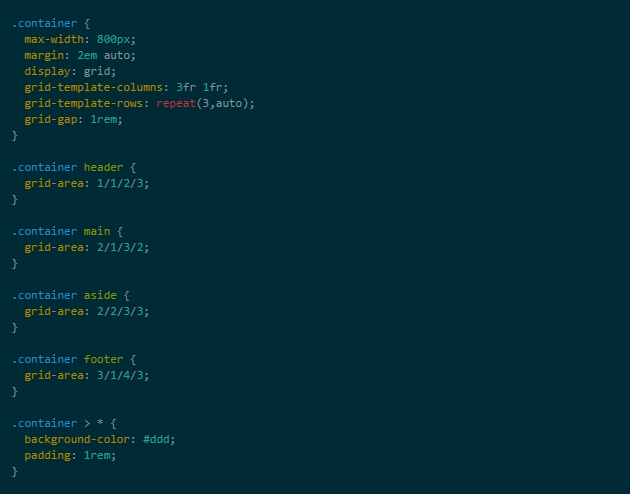 .container {
  max-width: 800px;
  margin: 2em auto;
  display: grid;
  grid-template-columns: 3fr 1fr;
  grid-template-rows: repeat(3,auto);
  grid-gap: 1rem;
}

.container header {
  grid-area: 1/1/2/3;
}

.container main {
  grid-area: 2/1/3/2;
}

.container aside {
  grid-area: 2/2/3/3;
}

.container footer {
  grid-area: 3/1/4/3;
}

.container > * {
  background-color: #ddd;
  padding: 1rem;
}